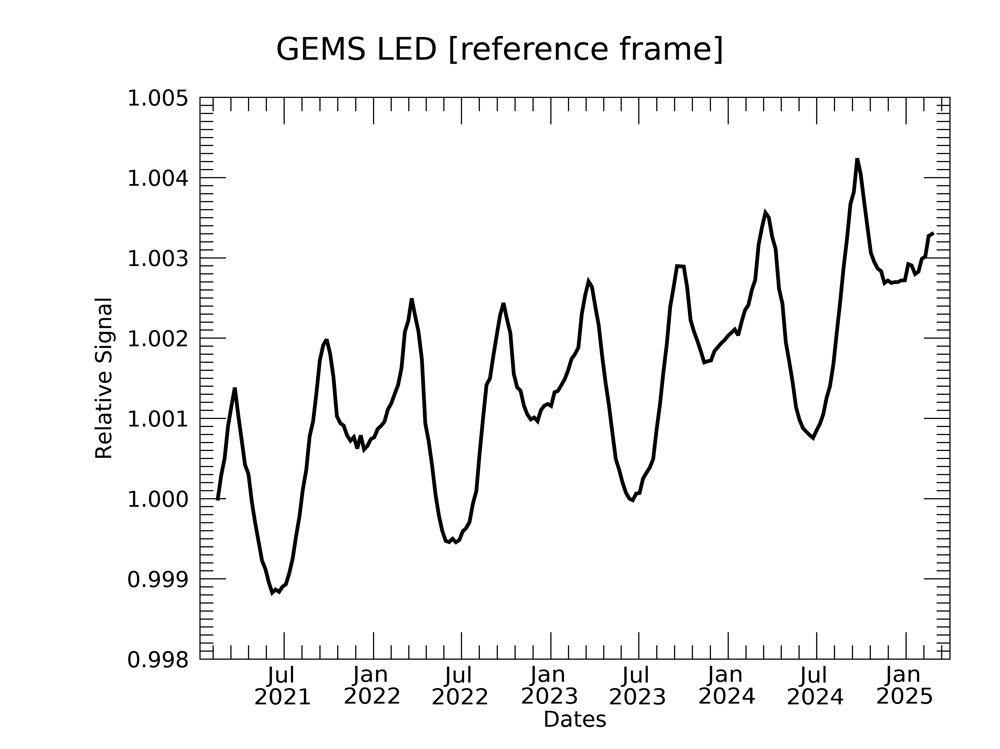 GEMS LED [reference frame]
1.005
1.004
1.003
1.002
1.001
1.000
0.999
0.998
Relative Signal
Jul Jan Jul Jan Jul Jan Jul Jan
2021 2022 2022 2023 2023 2024 2024 2025
Dates